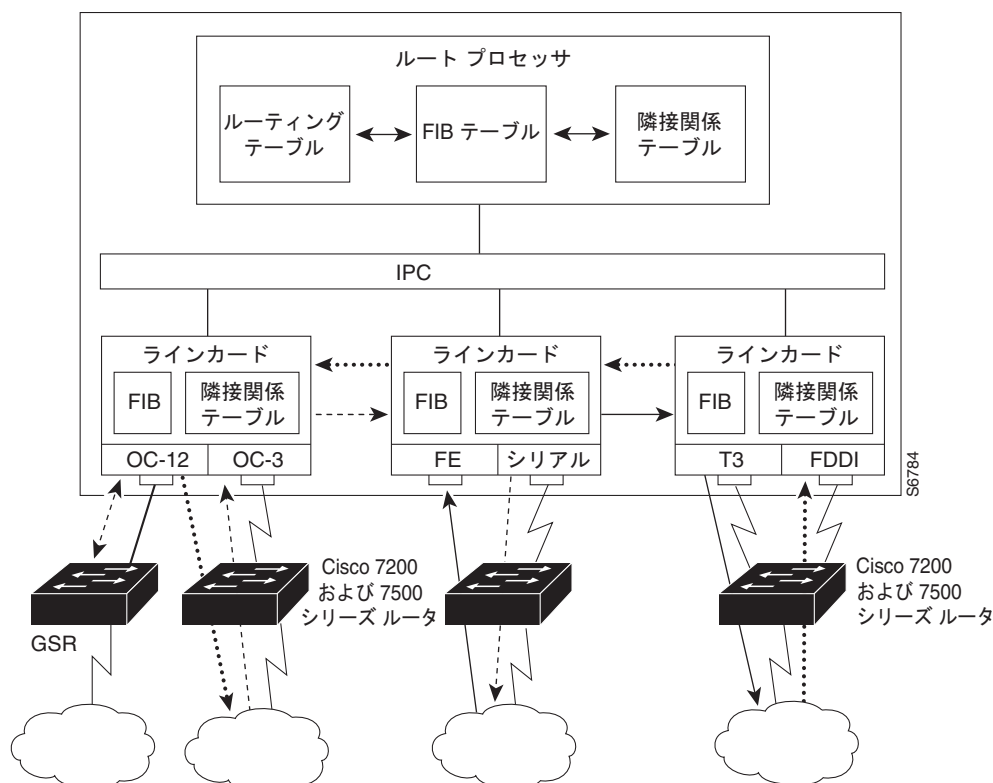 ルート プロセッサ
ルーティング
テーブル
FIB テーブル
隣接関係
テーブル
IPC
ラインカード
FIB
隣接関係
テーブル
OC-12
OC-3
ラインカード
FIB
隣接関係
テーブル
FE
シリアル
ラインカード
FIB
隣接関係
テーブル
T3
FDDI
S6784
GSR
Cisco 7200
および 7500
シリーズ ルータ
Cisco 7200
および 7500
シリーズ ルータ